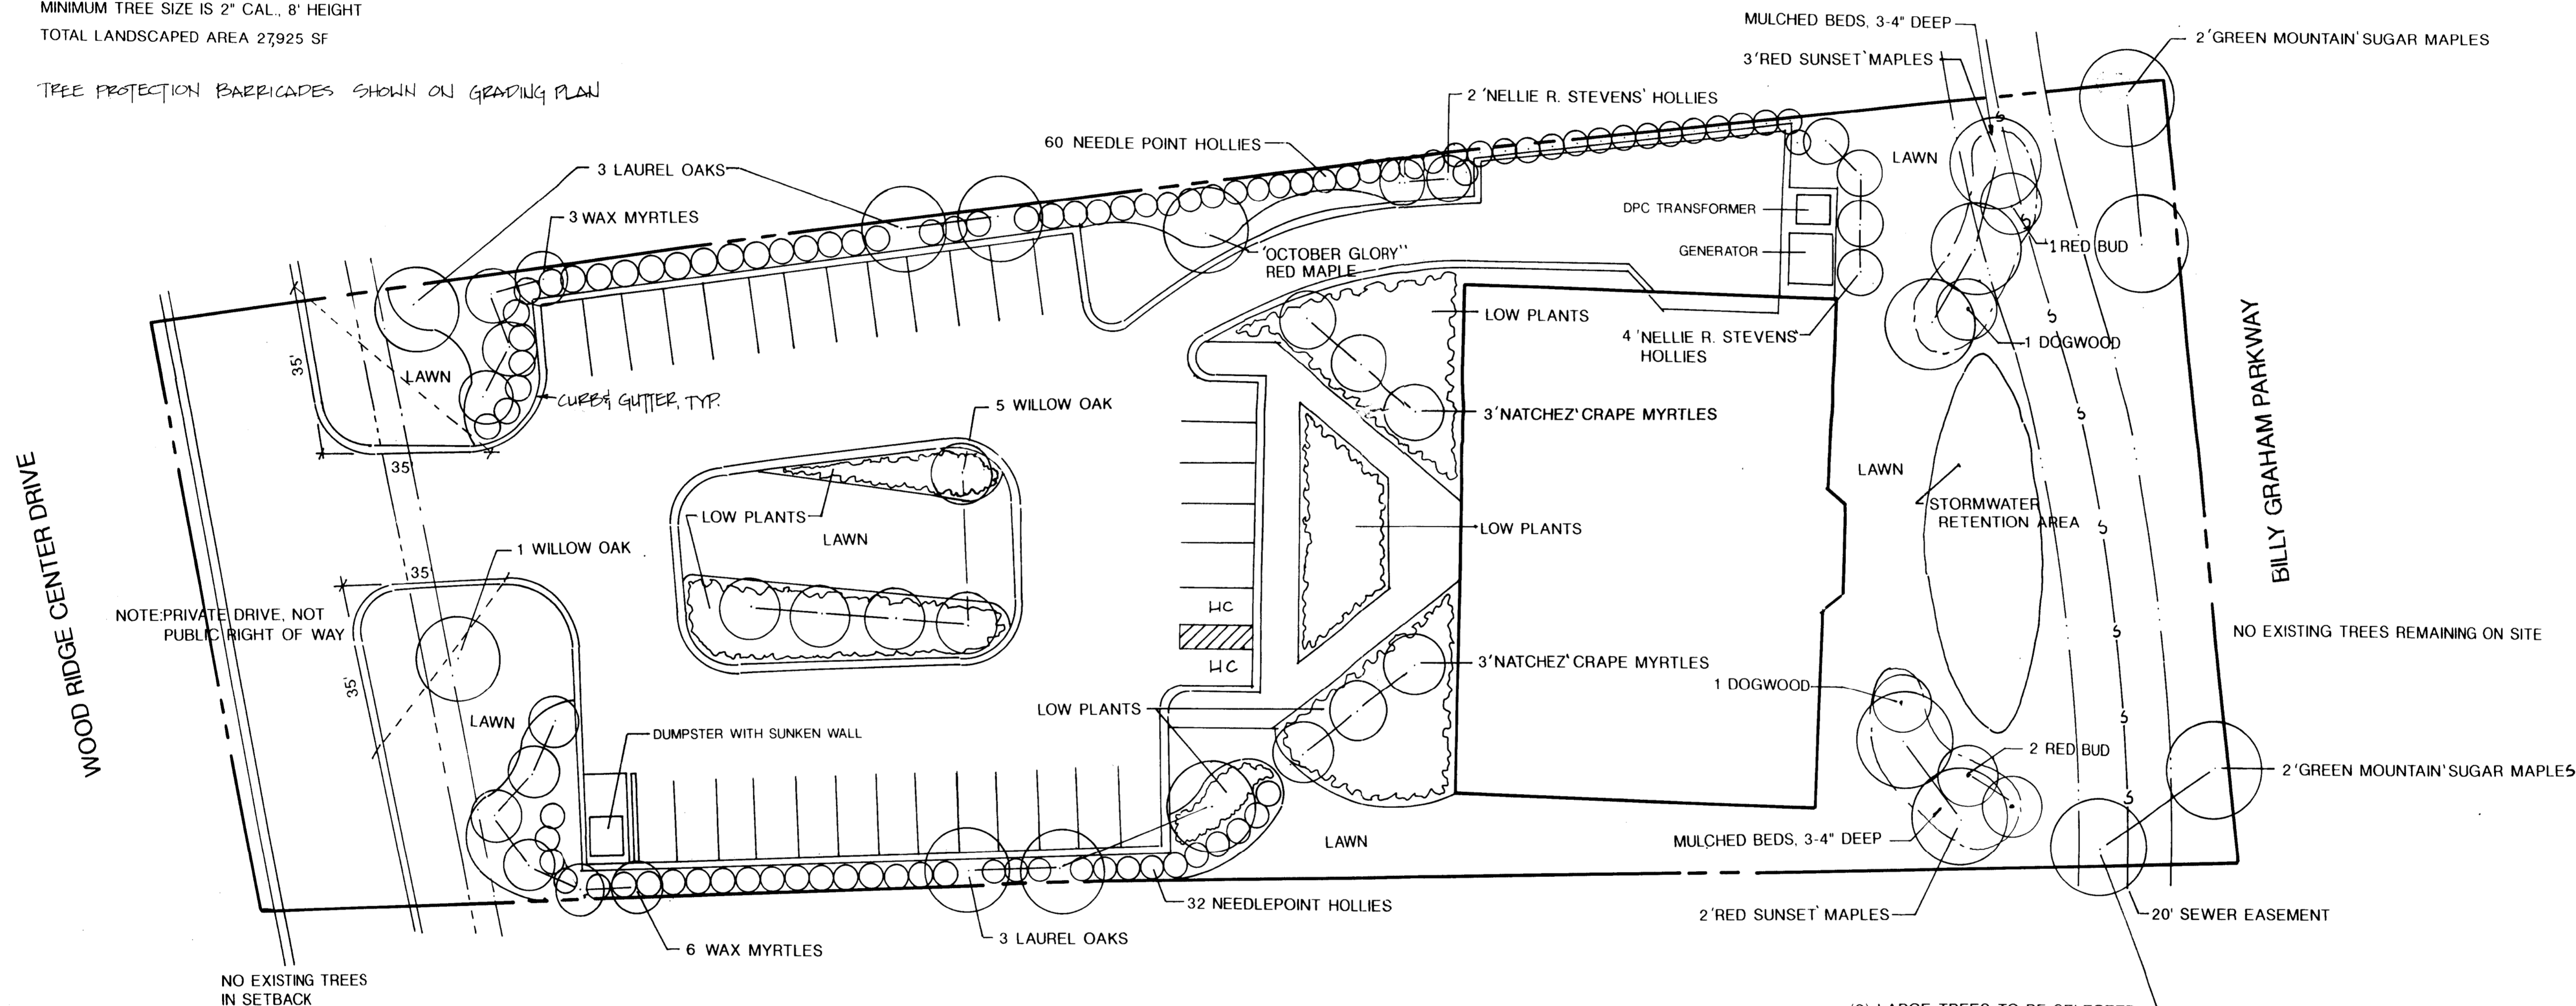 MINIMUM TREE SIZE IS 2" CAL., 8' HEIGHT
TOTAL LANDSCAPED AREA 27,925 SF
TREE PROTECTION BARRICADES SHOWN ON GRADING PLAN
MULCHED BEDS, 3-4" DEEP
3 'RED SUNSET' MAPLES
2 'GREEN MOUNTAIN' SUGAR MAPLES
2 'NELLIE R. STEVENS' HOLLIES
60 NEEDLE POINT HOLLIES
3 LAUREL OAKS
3 WAX MYRTLES
LAWN
DPC TRANSFORMER
GENERATOR
'OCTOBER GLORY"
RED MAPLE
1 RED BUD
S
S
S
S
S
S
S
S
LOW PLANTS
4 'NELLIE R. STEVENS'
HOLLIES
1 DOGWOOD
35'
LAWN
CURB & GUTTER, TYP.
35'
5 WILLOW OAK
3 'NATCHEZ' CRAPE MYRTLES
LAWN
STORMWATER
RETENTION AREA
BILLY GRAHAM PARKWAY
LOW PLANTS
LAWN
LOW PLANTS
WOOD RIDGE CENTER DRIVE
1 WILLOW OAK
35'
NOTE: PRIVATE DRIVE, NOT
PUBLIC RIGHT OF WAY
35'
HC
HC
NO EXISTING TREES REMAINING ON SITE
3 'NATCHEZ' CRAPE MYRTLES
1 DOGWOOD
LOW PLANTS
LAWN
DUMPSTER WITH SUNKEN WALL
2 RED BUD
2 'GREEN MOUNTAIN' SUGAR MAPLES
MULCHED BEDS, 3-4" DEEP
LAWN
32 NEEDLEPOINT HOLLIES
2 'RED SUNSET' MAPLES
20' SEWER EASEMENT
3 LAUREL OAKS
6 WAX MYRTLES
NO EXISTING TREES
IN SETBACK
LARGE TREES TO BE SELECTED